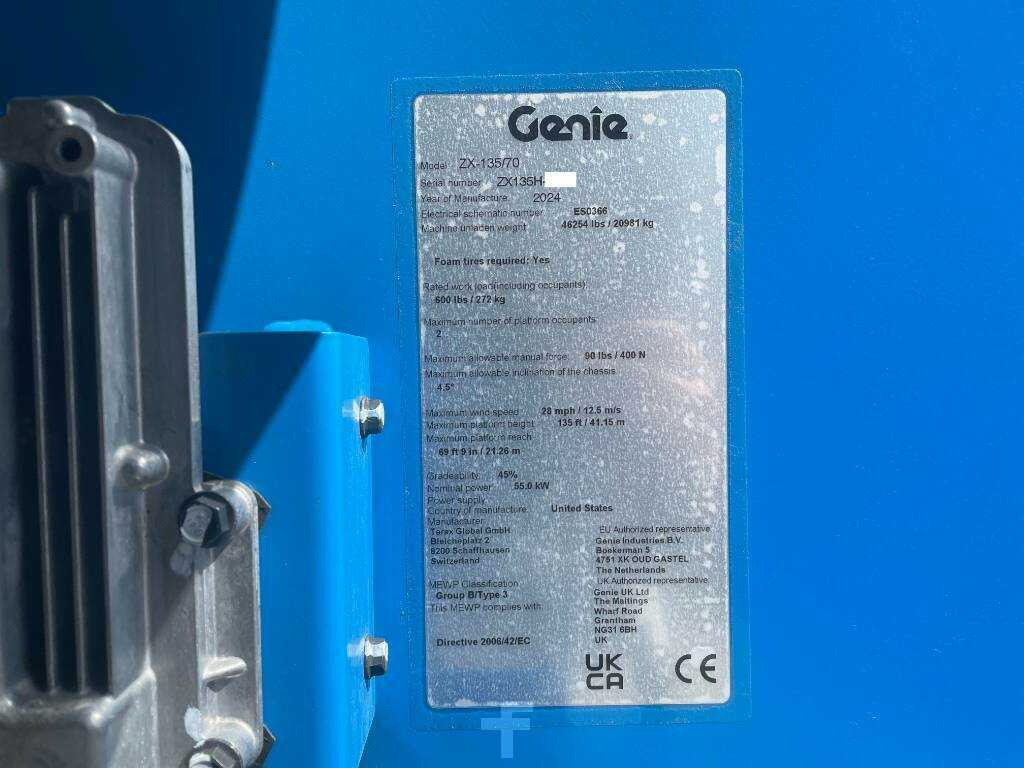 Genie
Model ZX-135/70
Serial number ZX135H-
Year of Manufacture 2024
Electrical schematic number ES0366
Machine unladen weight 46254 lbs / 20981 kg
Foam tires required: Yes
Rated work load(including occupants)
600 lbs / 272 kg
Maximum number of platform occupants
2
Maximum allowable manual force 90 lbs / 400 N
Maximum allowable inclination of the chassis
4.5°
Maximum wind speed 28 mph / 12.5 m/s
Maximum platform height 135 ft / 41.15 m
Maximum platform reach
69 ft 9 in / 21.26 m
Gradeability 45%
Nominal power 55.0 kW
Power supply
Country of manufacture United States
Manufacturer
Terex Global GmbH
Bleicheplatz 2
8200 Schaffhausen
Switzerland
EU Authorized representative
Genie Industries B.V.
Boekerman 5
4751 XK OUD GASTEL
The Netherlands
UK Authorized representative
Genie UK Ltd
The Maltings
Wharf Road
Grantham
NG31 6BH
UK
MEWP Classification
Group B/Type 3
This MEWP complies with
Directive 2006/42/EC
UK
CA
CE